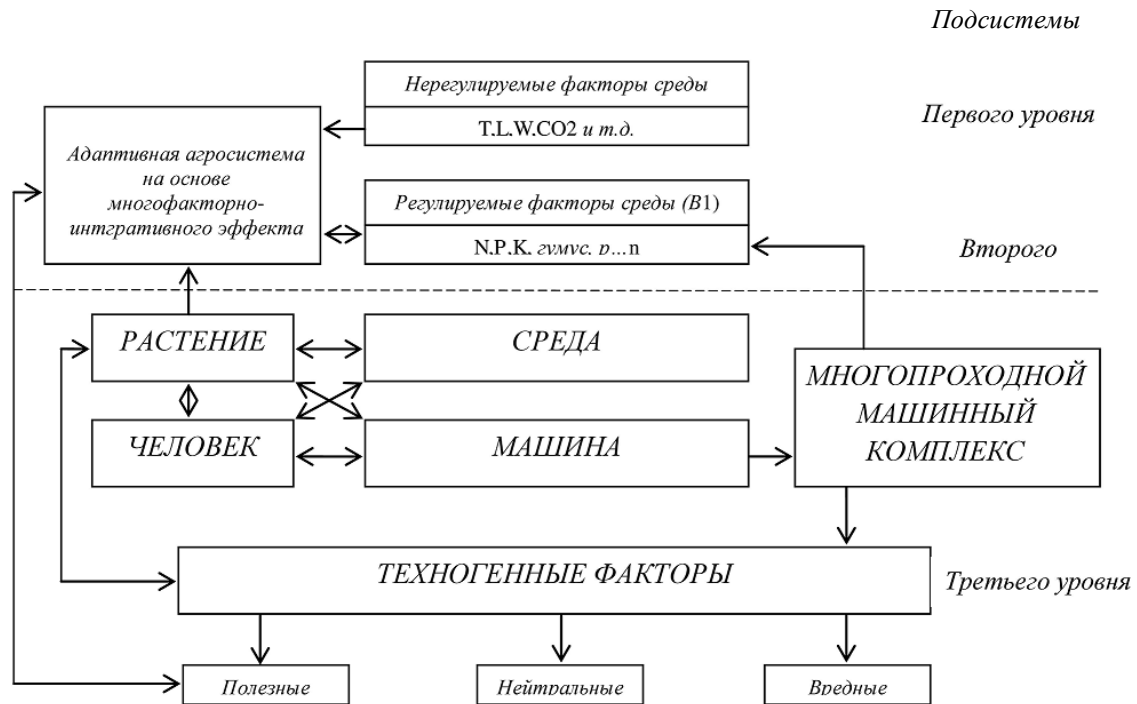 Подсистемы
Нерегулируемые факторы среды
T.L.W.CO2 и т.д.
Первого уровня
Адаптивная агросистема
на основе
многофакторно-
интгративного эффекта
Регулируемые факторы среды (B1)
N.P.K. гумус. p...n
Второго
РАСТЕНИЕ
СРЕДА
МНОГОПРОХОДНОЙ
МАШИННЫЙ
КОМПЛЕКС
ЧЕЛОВЕК
МАШИНА
ТЕХНОГЕННЫЕ ФАКТОРЫ
Третьего уровня
Полезные
Нейтральные
Вредные